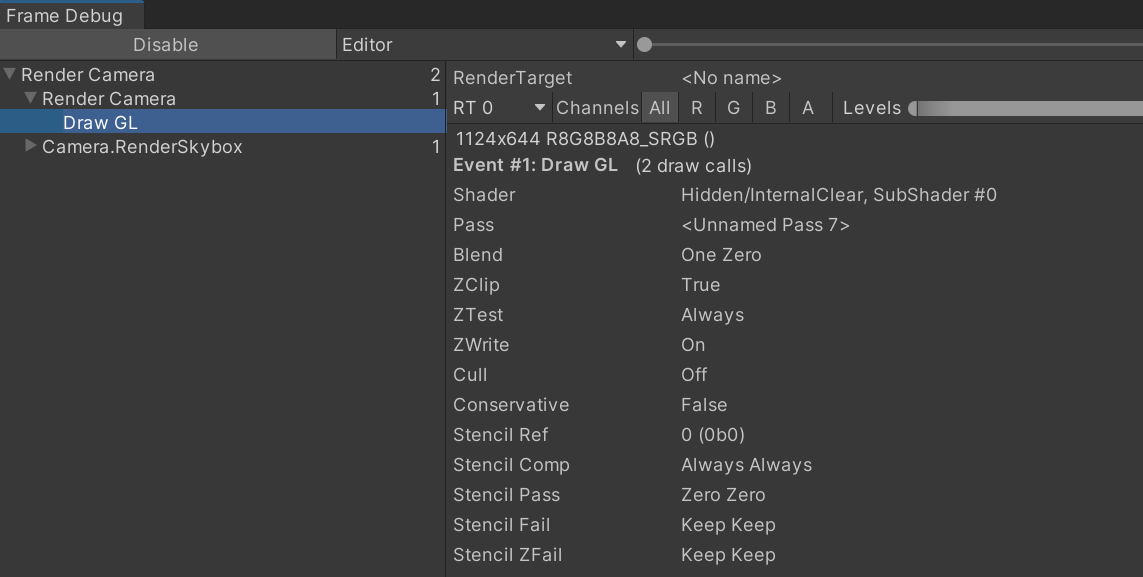 Frame Debug
Disable Editor
Render Camera 2
Render Camera 1
Draw GL
Camera.RenderSkybox 1
RenderTarget <No name>
RT 0 Channels All R G B A Levels
1124x644 R8G8B8A8_SRGB ()
Event #1: Draw GL (2 draw calls)
Shader Hidden/InternalClear, SubShader #0
Pass <Unnamed Pass 7>
Blend One Zero
ZClip True
ZTest Always
ZWrite On
Cull Off
Conservative False
Stencil Ref 0 (0b0)
Stencil Comp Always Always
Stencil Pass Zero Zero
Stencil Fail Keep Keep
Stencil ZFail Keep Keep